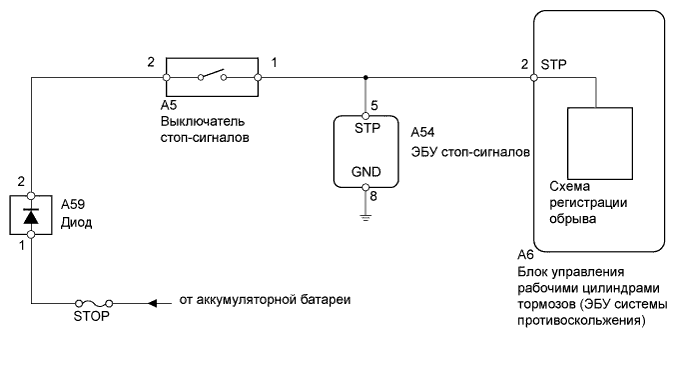 2
1
A5
Выключатель
стоп-сигналов
2
STP
5
STP
GND
8
A54
ЭБУ стоп-сигналов
Схема
регистрации
обрыва
A6
Блок управления
рабочими цилиндрами
тормозов (ЭБУ системы
противоскольжения)
2
A59
Диод
1
STOP
от аккумуляторной батареи